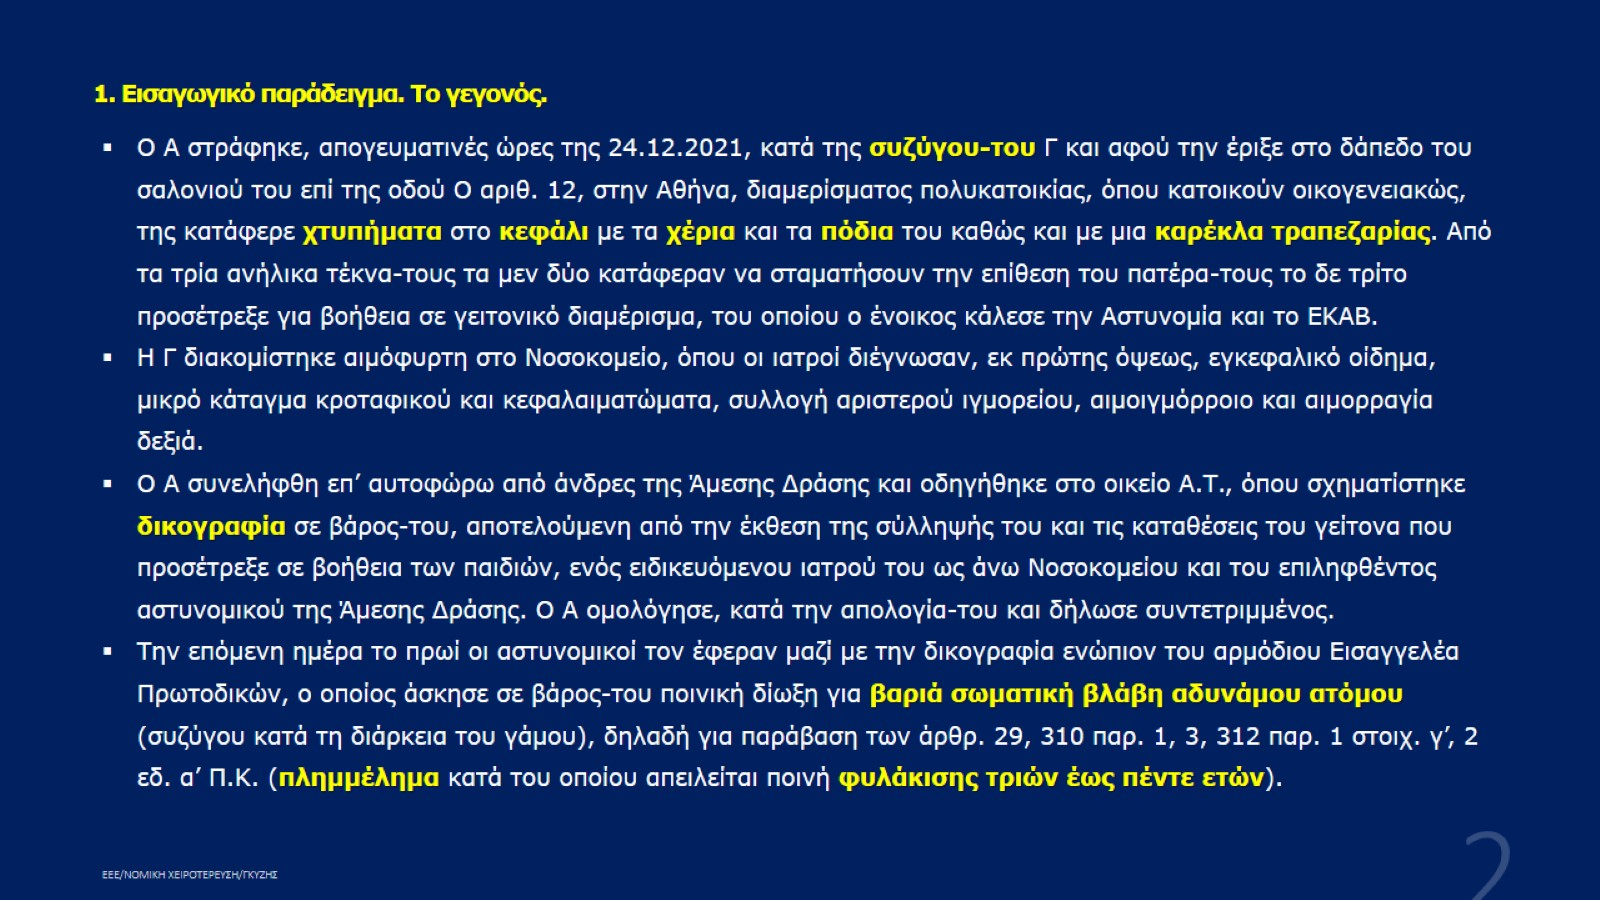 1. Εισαγωγικό παράδειγμα. Το γεγονός.
▪ Ο Α στράφηκε, απογευματινές ώρες της 24.12.2021, κατά της συζύγου-του Γ και αφού την έριξε στο δάπεδο του
σαλονιού του επί της οδού Ο αριθ. 12, στην Αθήνα, διαμερίσματος πολυκατοικίας, όπου κατοικούν οικογενειακώς,
της κατάφερε χτυπήματα στο κεφάλι με τα χέρια και τα πόδια του καθώς και με μια καρέκλα τραπεζαρίας. Από
τα τρία ανήλικα τέκνα-τους τα μεν δύο κατάφεραν να σταματήσουν την επίθεση του πατέρα-τους το δε τρίτο
προσέτρεξε για βοήθεια σε γειτονικό διαμέρισμα, του οποίου ο ένοικος κάλεσε την Αστυνομία και το ΕΚΑΒ.
▪ Η Γ διακομίστηκε αιμόφυρτη στο Νοσοκομείο, όπου οι ιατροί διέγνωσαν, εκ πρώτης όψεως, εγκεφαλικό οίδημα,
μικρό κάταγμα κροταφικού και κεφαλαιματώματα, συλλογή αριστερού ιγμορείου, αιμοιγμόρροιο και αιμορραγία
δεξιά.
▪ Ο Α συνελήφθη επ’ αυτοφώρω από άνδρες της Άμεσης Δράσης και οδηγήθηκε στο οικείο Α.Τ., όπου σχηματίστηκε
δικογραφία σε βάρος-του, αποτελούμενη από την έκθεση της σύλληψής του και τις καταθέσεις του γείτονα που
προσέτρεξε σε βοήθεια των παιδιών, ενός ειδικευόμενου ιατρού του ως άνω Νοσοκομείου και του επιληφθέντος
αστυνομικού της Άμεσης Δράσης. Ο Α ομολόγησε, κατά την απολογία-του και δήλωσε συντετριμμένος.
▪ Την επόμενη ημέρα το πρωί οι αστυνομικοί τον έφεραν μαζί με την δικογραφία ενώπιον του αρμόδιου Εισαγγελέα
Πρωτοδικών, ο οποίος άσκησε σε βάρος-του ποινική δίωξη για βαριά σωματική βλάβη αδυνάμου ατόμου
(συζύγου κατά τη διάρκεια του γάμου), δηλαδή για παράβαση των άρθρ. 29, 310 παρ. 1, 3, 312 παρ. 1 στοιχ. γ’, 2
εδ. α’ Π.Κ. (πλημμέλημα κατά του οποίου απειλείται ποινή φυλάκισης τριών έως πέντε ετών).
ΕΕΕ/ΝΟΜΙΚΗ ΧΕΙΡΟΤΕΡΕΥΣΗ/ΓΚΥΖΗΣ
2